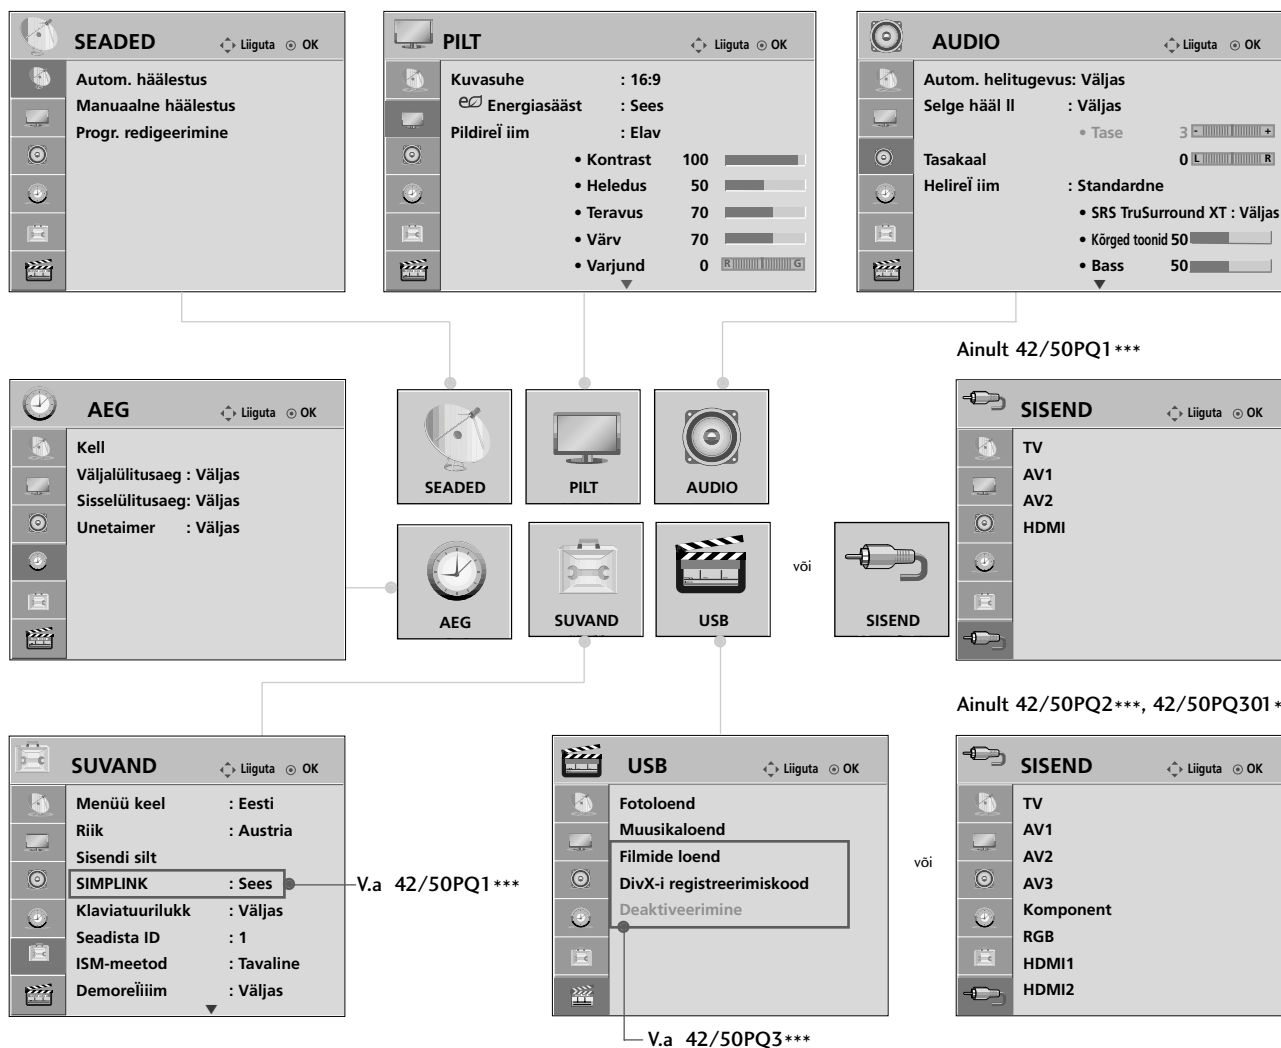 SEADED Liiguta OK
Autom. häälestus
Manuaalne häälestus
Progr. redigeerimine
PILT Liiguta OK
Kuvasuhe : 16:9
Energiasääst : Sees
PildireǏ iim : Elav
• Kontrast 100
• Heledus 50
• Teravus 70
• Värv 70
• Varjund 0 R G
AUDIO Liiguta OK
Autom. helitugevus: Väljas
Selge hääl II : Väljas
• Tase 3 - +
Tasakaal 0 L R
HelireǏ iim : Standardne
• SRS TruSurround XT : Väljas
• Kõrged toonid 50
• Bass 50
Ainult 42/50PQ1***
AEG Liiguta OK
Kell
Väljalülitusaeg : Väljas
Sisselülitusaeg: Väljas
Unetaimer : Väljas
SEADED
PILT
AUDIO
AEG
SUVAND
USB
või
SISEND
SISEND Liiguta OK
TV
AV1
AV2
HDMI
Ainult 42/50PQ2***, 42/50PQ301*
SUVAND Liiguta OK
Menüü keel : Eesti
Riik : Austria
Sisendi silt
SIMPLINK : Sees
Klaviatuurilukk : Väljas
Seadista ID : 1
ISM-meetod : Tavaline
DemoreǏiiim : Väljas
V.a 42/50PQ1***
USB Liiguta OK
Fotoloend
Muusikaloend
Filmide loend
DivX-i registreerimiskood
Deaktiveerimine
V.a 42/50PQ3***
või
SISEND Liiguta OK
TV
AV1
AV2
AV3
Komponent
RGB
HDMI1
HDMI2